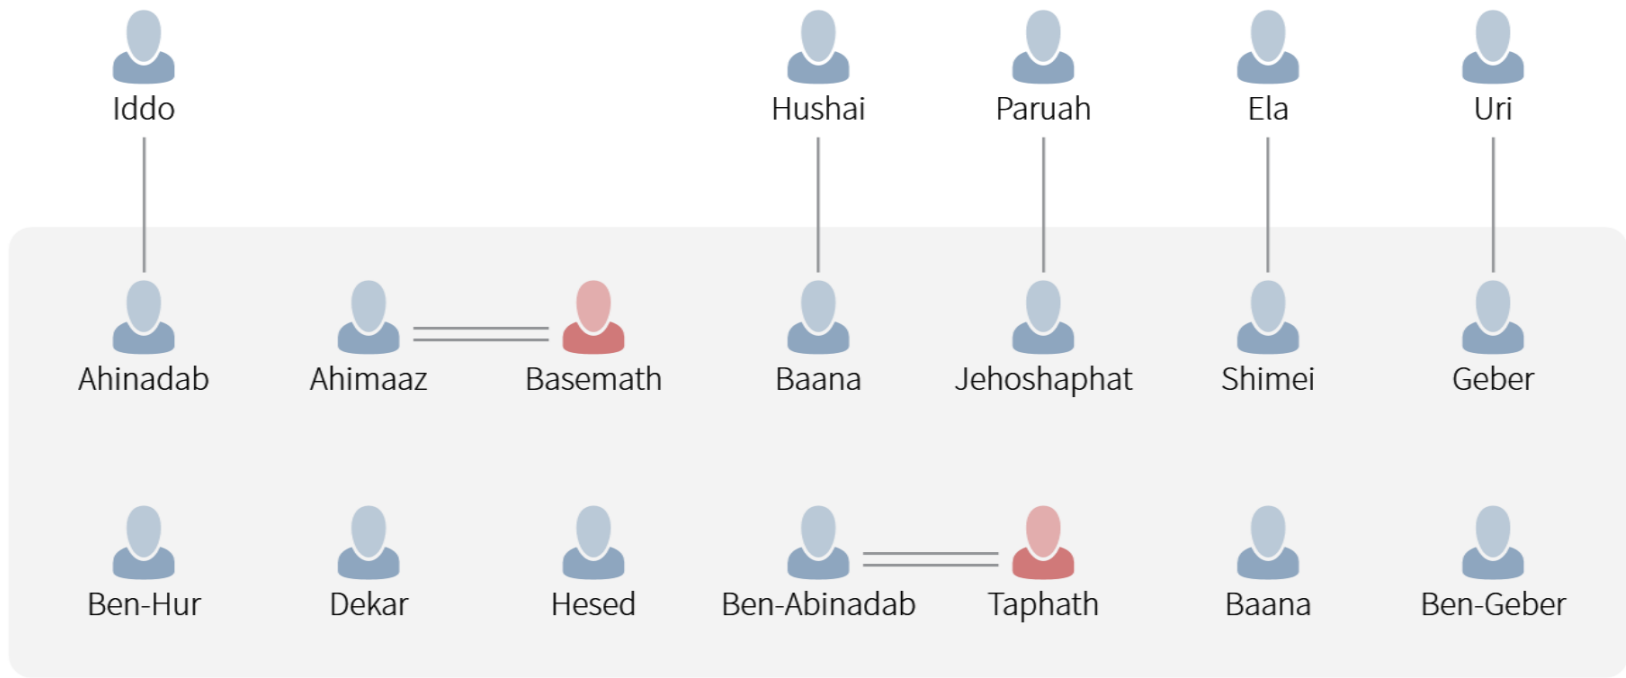 Iddo
Hushai
Paruah
Ela
Uri
Ahinadab
Ahimaaz
Basemath
Baana
Jehoshaphat
Shimei
Geber
Ben-Hur
Dekar
Hesed
Ben-Abinadab
Taphath
Baana
Ben-Geber